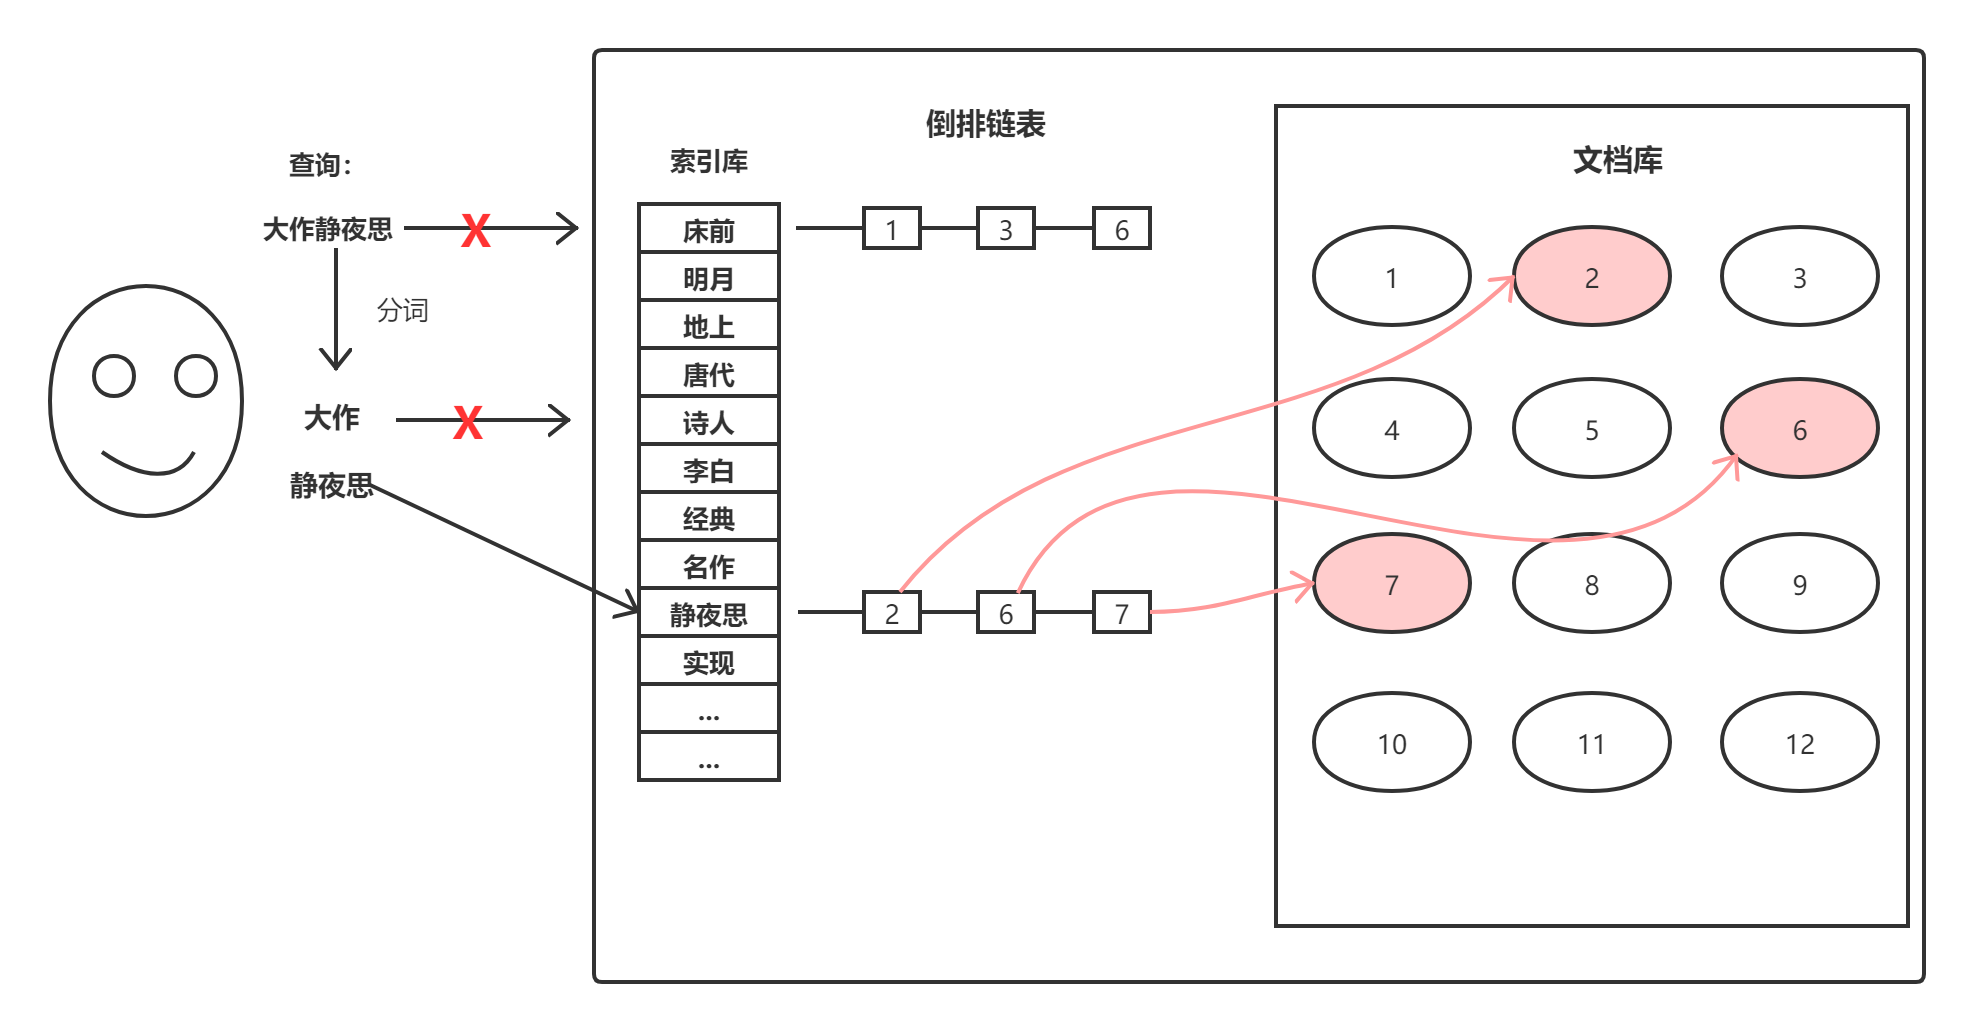 查询：
大作静夜思
X
分词
大作
X
静夜思
索引库
床前
明月
地上
唐代
诗人
李白
经典
名作
静夜思
实现
...
...
倒排链表
1 3 6
2 6 7
文档库
1 2 3
4 5 6
7 8 9
10 11 12